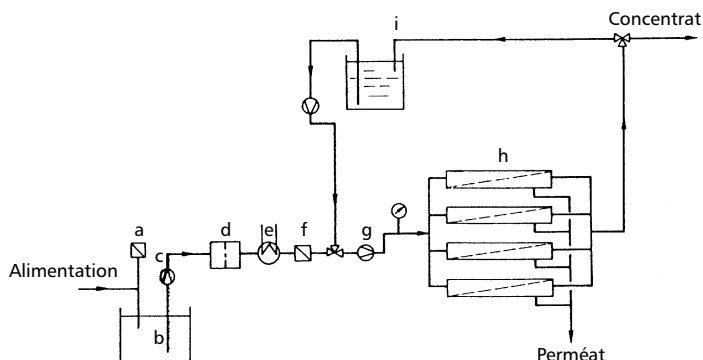 Concentrat
i
h
a
d
e
f
g
c
Alimentation
b
Perméat